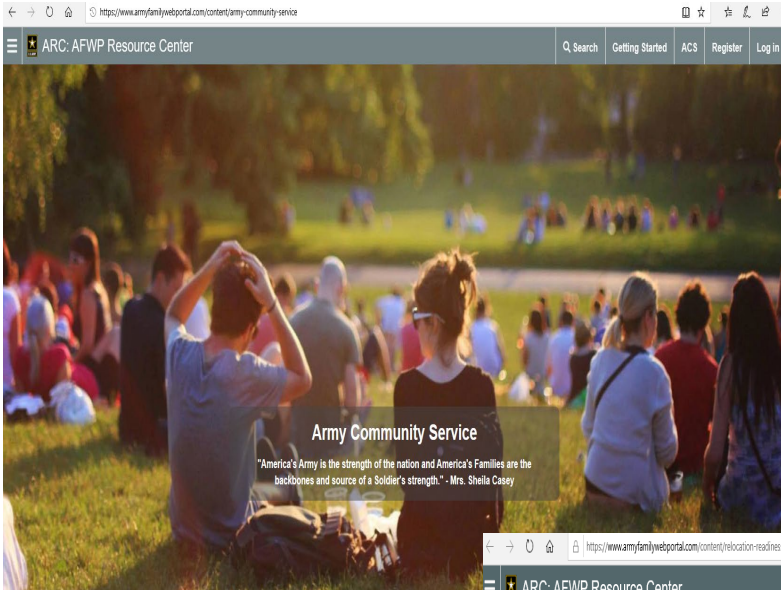 https://www.armyfamilywebportal.com/content/army-community-service
ARC: AFWP Resource Center
Search
Getting Started
ACS
Register
Log in
Army Community Service
"America's Army is the strength of the nation and America's Families are the
backbones and source of a Soldier's strength." - Mrs. Sheila Casey
https://www.armyfamilywebportal.com/content/relocation-readines
ARC: AFWP Resource Center